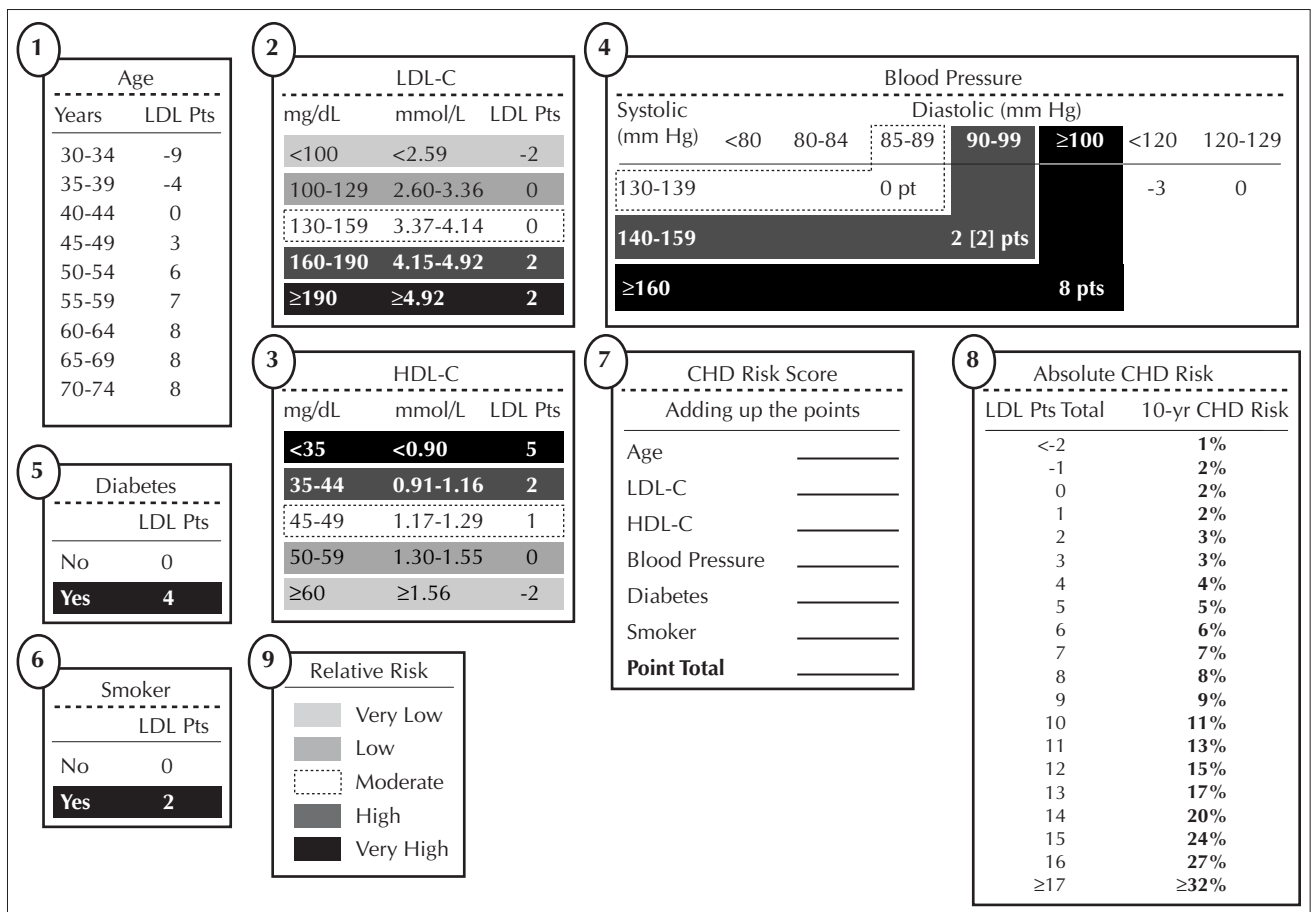 1
Age
Years LDL Pts
30-34 -9
35-39 -4
40-44 0
45-49 3
50-54 6
55-59 7
60-64 8
65-69 8
70-74 8
2
LDL-C
mg/dL mmol/L LDL Pts
<100 <2.59 -2
100-129 2.60-3.36 0
130-159 3.37-4.14 0
160-190 4.15-4.92 2
≥190 ≥4.92 2
3
HDL-C
mg/dL mmol/L LDL Pts
<35 <0.90 5
35-44 0.91-1.16 2
45-49 1.17-1.29 1
50-59 1.30-1.55 0
≥60 ≥1.56 -2
4
Blood Pressure
Systolic Diastolic (mm Hg)
(mm Hg) <80 80-84 85-89 90-99 ≥100 <120 120-129
130-139 0 pt -3 0
140-159 2 [2] pts
≥160 8 pts
5
Diabetes
LDL Pts
No 0
Yes 4
6
Smoker
LDL Pts
No 0
Yes 2
7
CHD Risk Score
Adding up the points
Age
LDL-C
HDL-C
Blood Pressure
Diabetes
Smoker
Point Total
8
Absolute CHD Risk
LDL Pts Total 10-yr CHD Risk
<-2 1%
-1 2%
0 2%
1 2%
2 3%
3 3%
4 4%
5 5%
6 6%
7 7%
8 8%
9 9%
10 11%
11 13%
12 15%
13 17%
14 20%
15 24%
16 27%
≥17 ≥32%
9
Relative Risk
Very Low
Low
Moderate
High
Very High